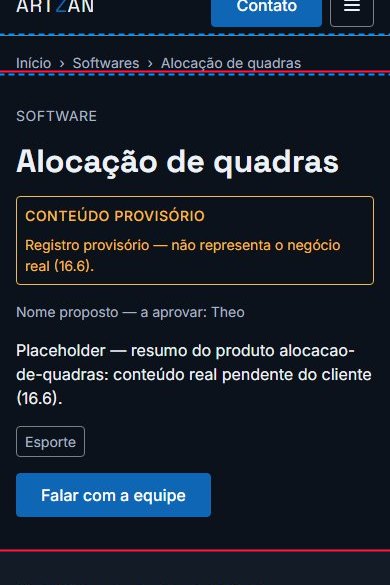 ARTZAN
Contato
Início › Softwares › Alocação de quadras
SOFTWARE
Alocação de quadras
CONTEÚDO PROVISÓRIO
Registro provisório — não representa o negócio
real (16.6).
Nome proposto — a aprovar: Theo
Placeholder — resumo do produto alocacao-
de-quadras: conteúdo real pendente do cliente
(16.6).
Esporte
Falar com a equipe